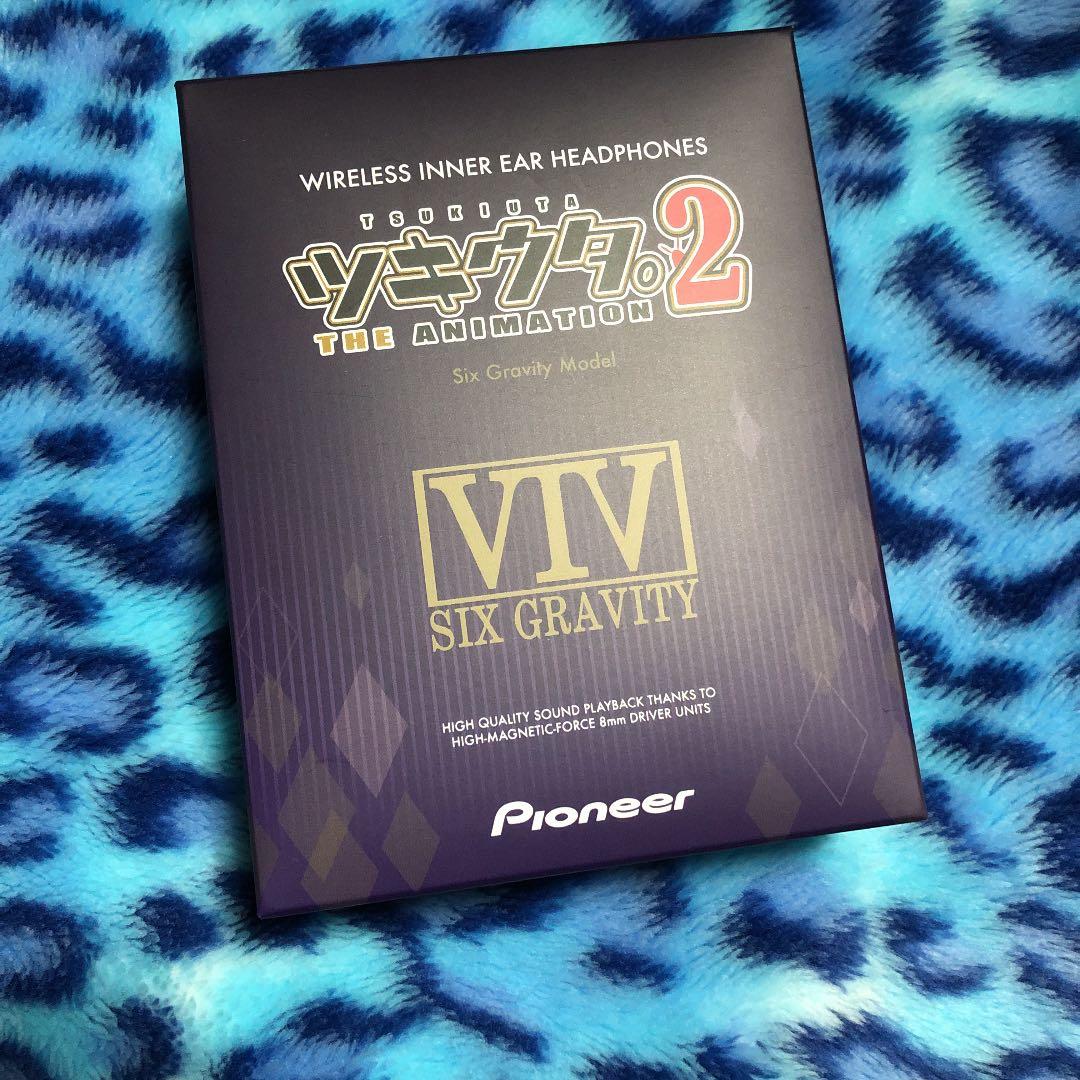 WIRELESS INNER EAR HEADPHONES
TSUKIUTA
ツキウタ。2
THE ANIMATION
Six Gravity Model
VIV
SIX GRAVITY
HIGH QUALITY SOUND PLAYBACK THANKS TO
HIGH-MAGNETIC-FORCE 8mm DRIVER UNITS
Pioneer